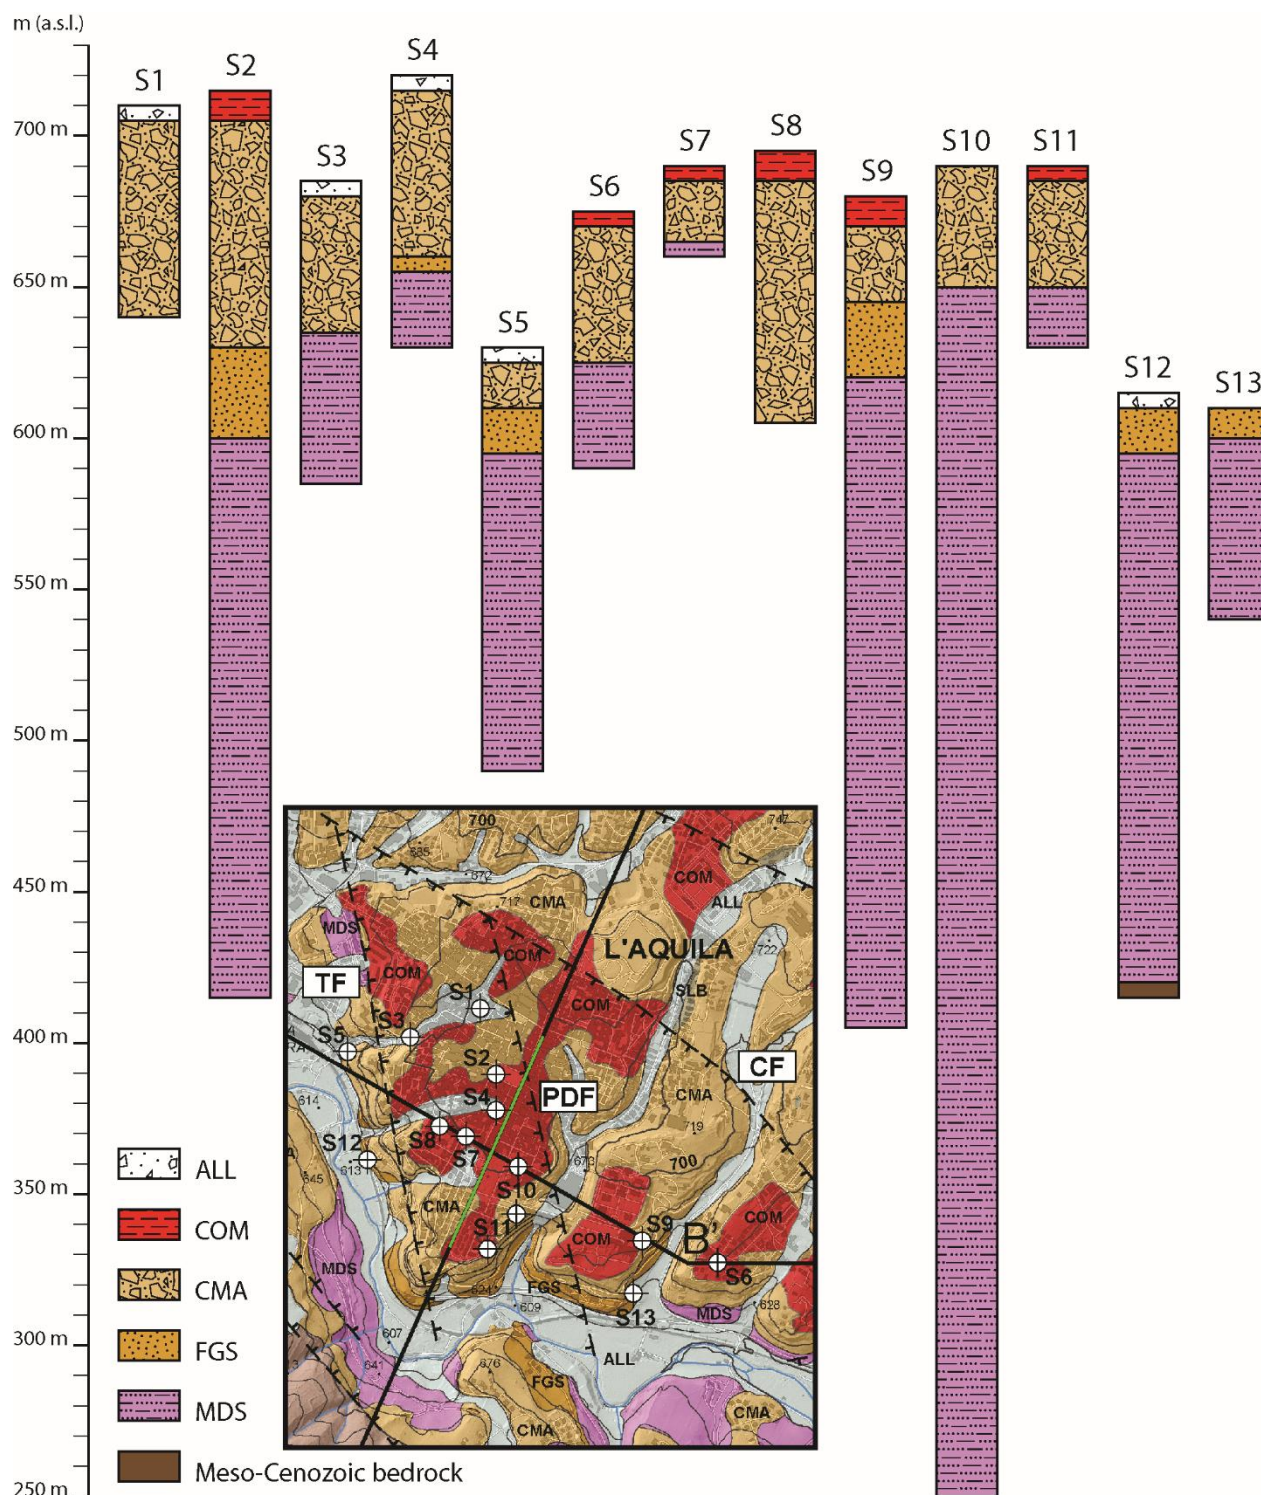 m (a.s.l.)
S1
S2
S3
S4
S5
S6
S7
S8
S9
S10
S11
S12
S13
700 m
650 m
600 m
550 m
500 m
450 m
400 m
350 m
300 m
250 m
700
747
685
672
717
CMA
COM
ALL
MDS
COM
COM
L'AQUILA
722
TF
COM
SLB
S1
S3
S5
S2
CF
PDF
S4
CMA
614
S8
S7
719
S12
613
673
700
645
S10
CMA
S11
S9
COM
COM
B'
S6
MDS
FGS
624
609
S13
MDS
628
607
ALL
641
676
FGS
CMA
CMA
ALL
COM
CMA
FGS
MDS
Meso-Cenozoic bedrock